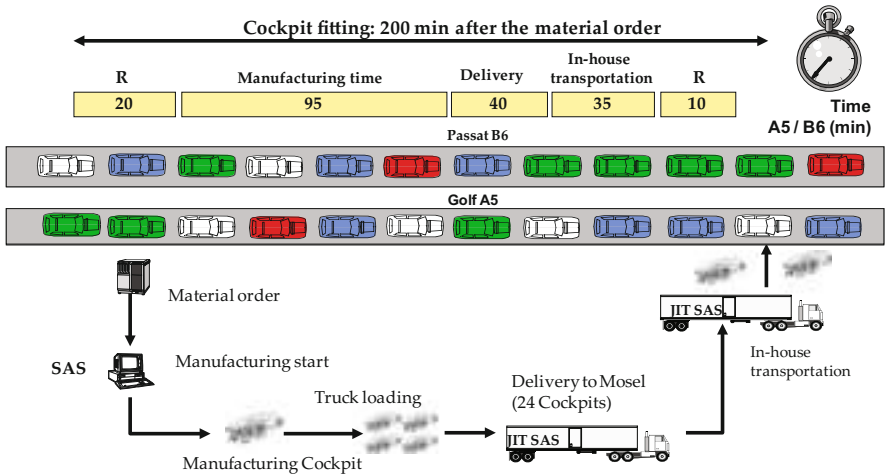 Cockpit fitting: 200 min after the material order
R
Manufacturing time
Delivery
In-house
transportation
R
20
95
40
35
10
Time
A5 / B6 (min)
Passat B6
Golf A5
Material order
SAS
Manufacturing start
Truck loading
Manufacturing Cockpit
Delivery to Mosel
(24 Cockpits)
JIT SAS
JIT SAS
In-house
transportation